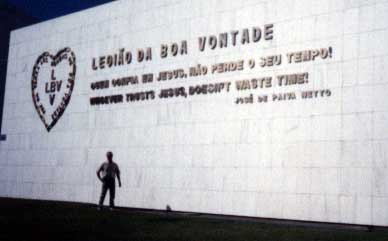 LEGIÃO DA BOA VONTADE
QUEM CONFIA EM JESUS, NÃO PERDE O SEU TEMPO!
WHOEVER TRUSTS JESUS, DOESN'T WASTE TIME!
JOSÉ DE PAIVA NETTO
L
LBV
V